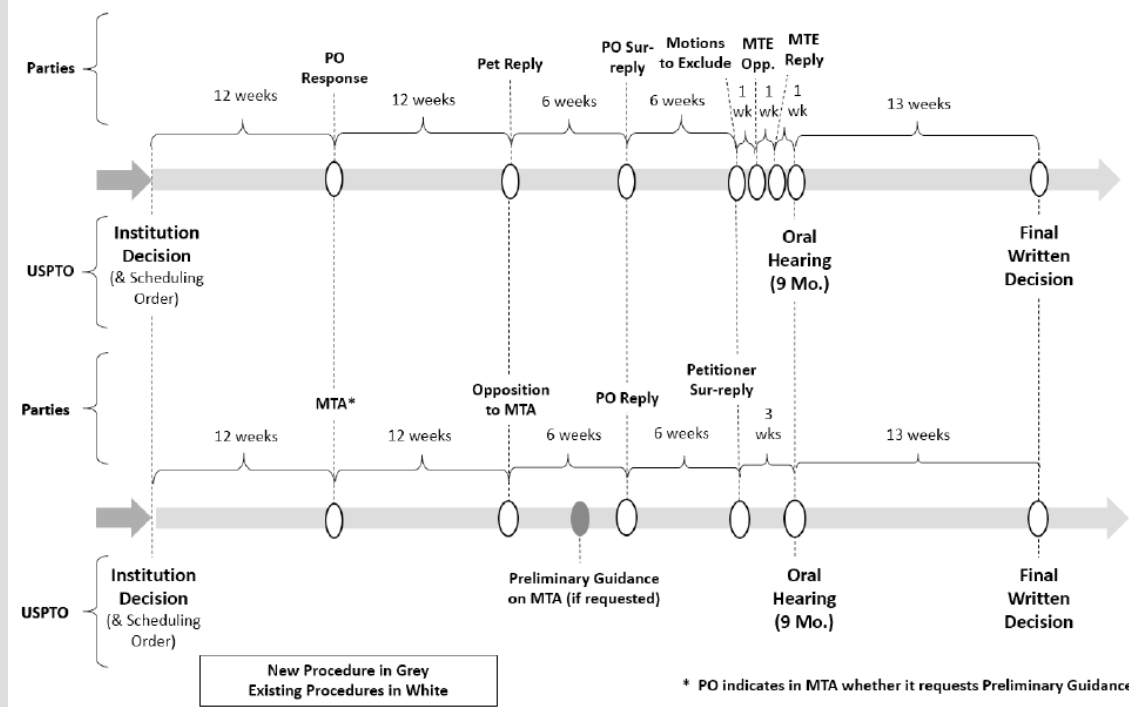 Parties
12 weeks
PO
Response
12 weeks
Pet Reply
6 weeks
PO Sur-
reply
6 weeks
Motions
to Exclude
1
wk
MTE
Opp.
1
wk
MTE
Reply
1
wk
13 weeks
USPTO
Institution
Decision
(& Scheduling
Order)
Oral
Hearing
(9 Mo.)
Final
Written
Decision
Parties
12 weeks
MTA*
12 weeks
Opposition
to MTA
6 weeks
PO Reply
6 weeks
Petitioner
Sur-reply
3
wks
13 weeks
USPTO
Institution
Decision
(& Scheduling
Order)
Preliminary Guidance
on MTA (if requested)
Oral
Hearing
(9 Mo.)
Final
Written
Decision
New Procedure in Grey
Existing Procedures in White
* PO indicates in MTA whether it requests Preliminary Guidance